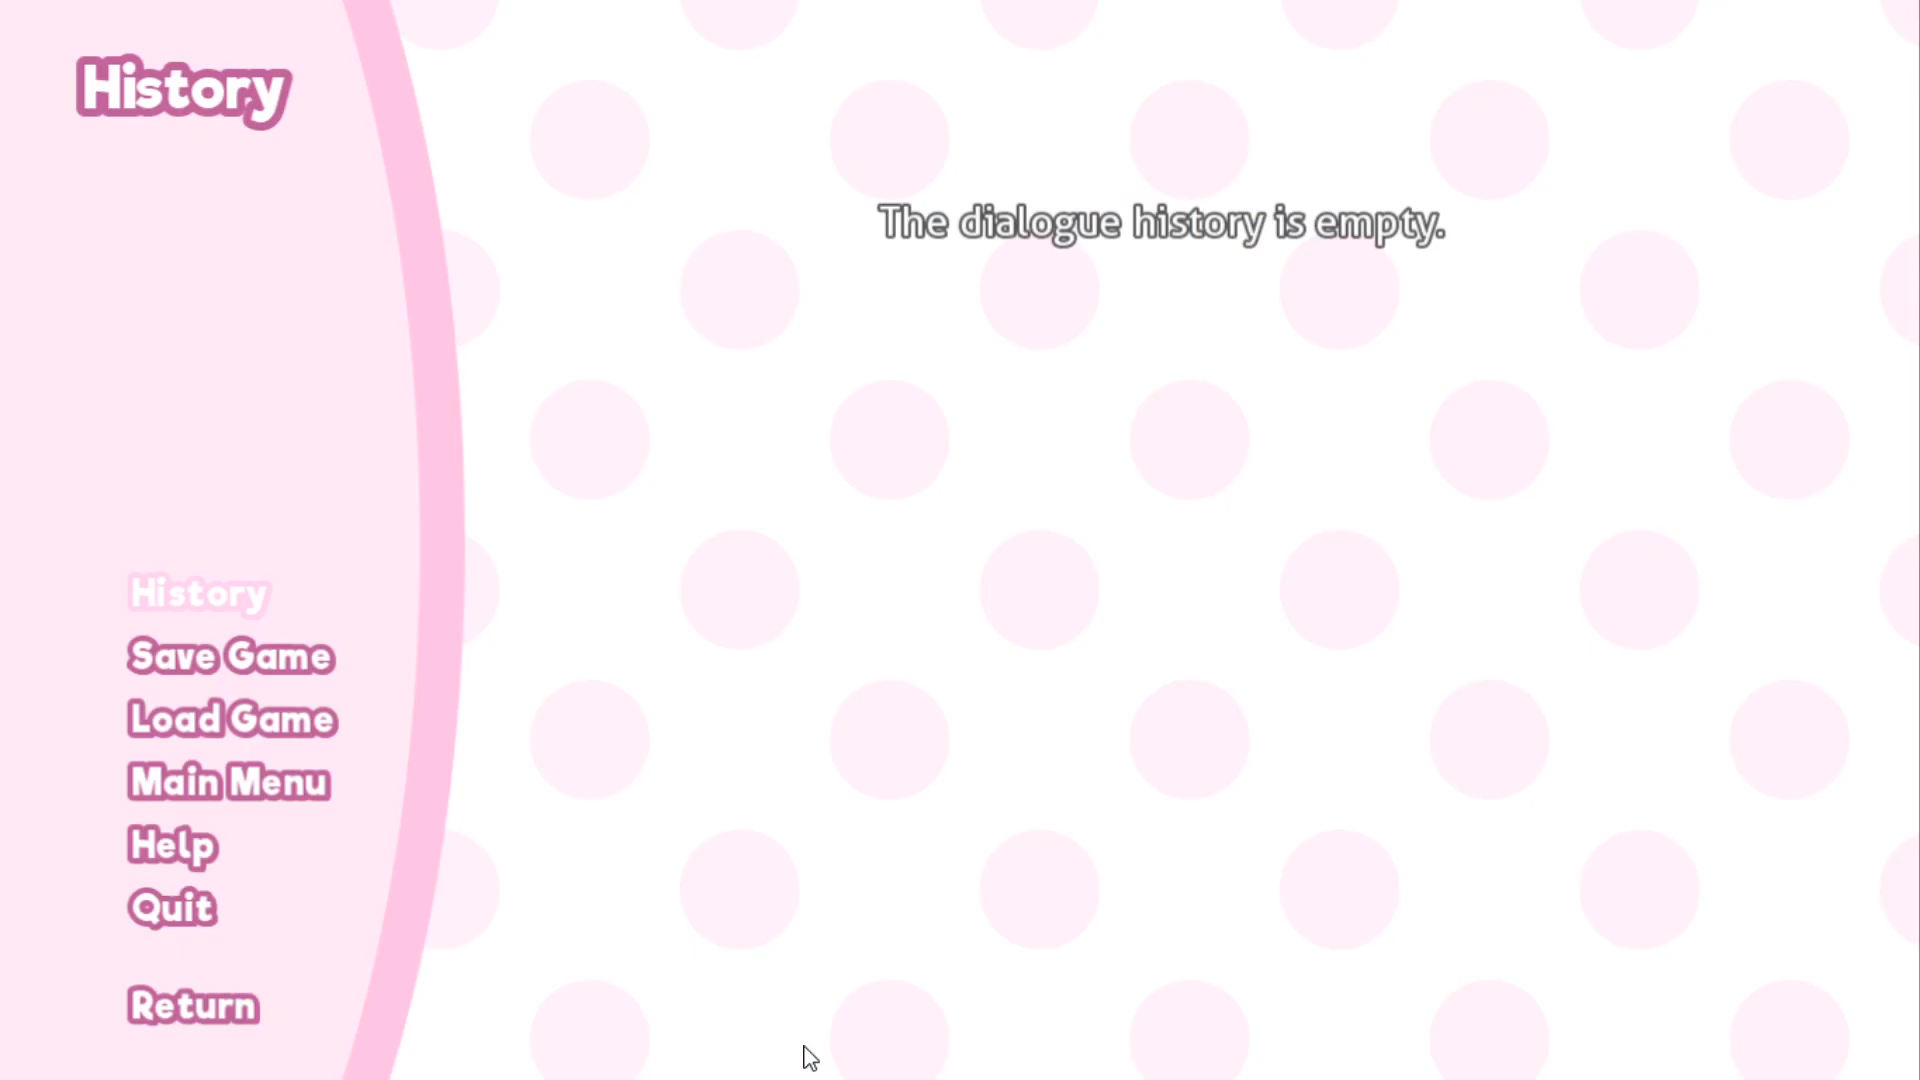 History
The dialogue history is empty.
History
Save Game
Load Game
Main Menu
Help
Quit
Return